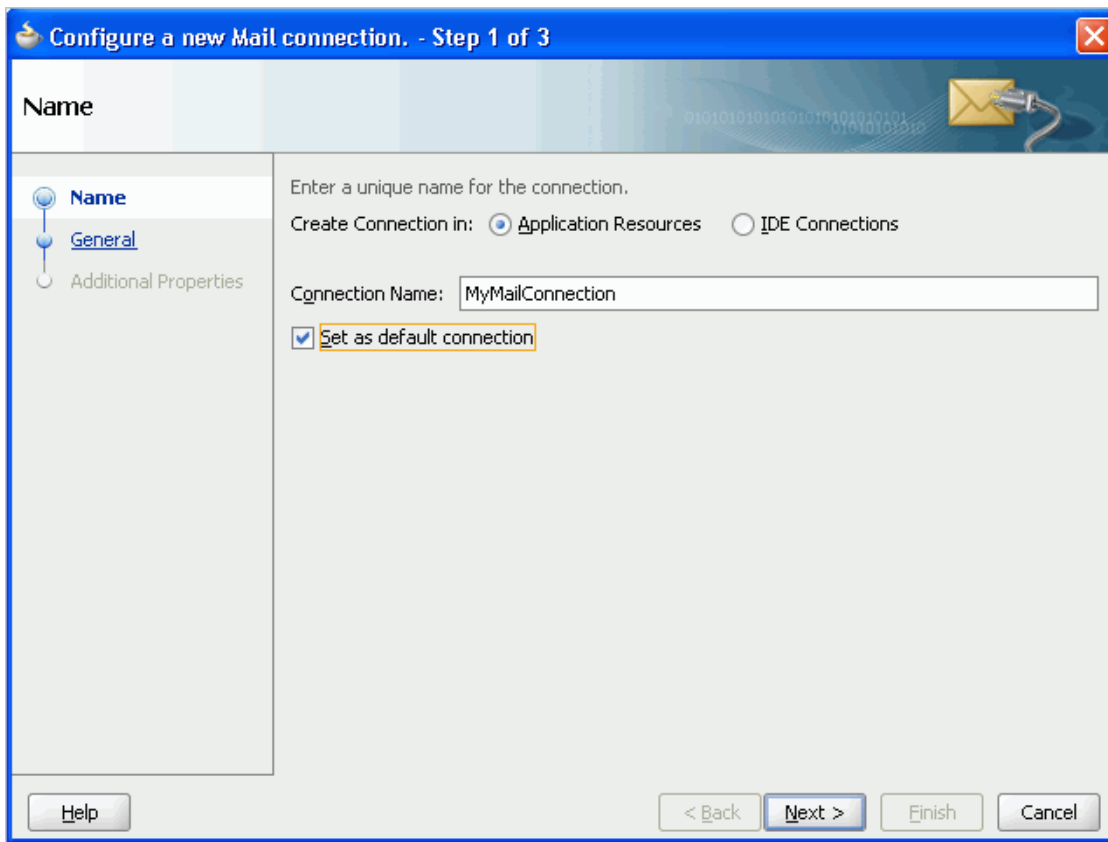 Configure a new Mail connection. - Step 1 of 3
Name
010101010101010101010101
01010101010
Name
General
Additional Properties
Enter a unique name for the connection.
Create Connection in: Application Resources IDE Connections
Connection Name: MyMailConnection
Set as default connection
Help < Back Next > Finish Cancel